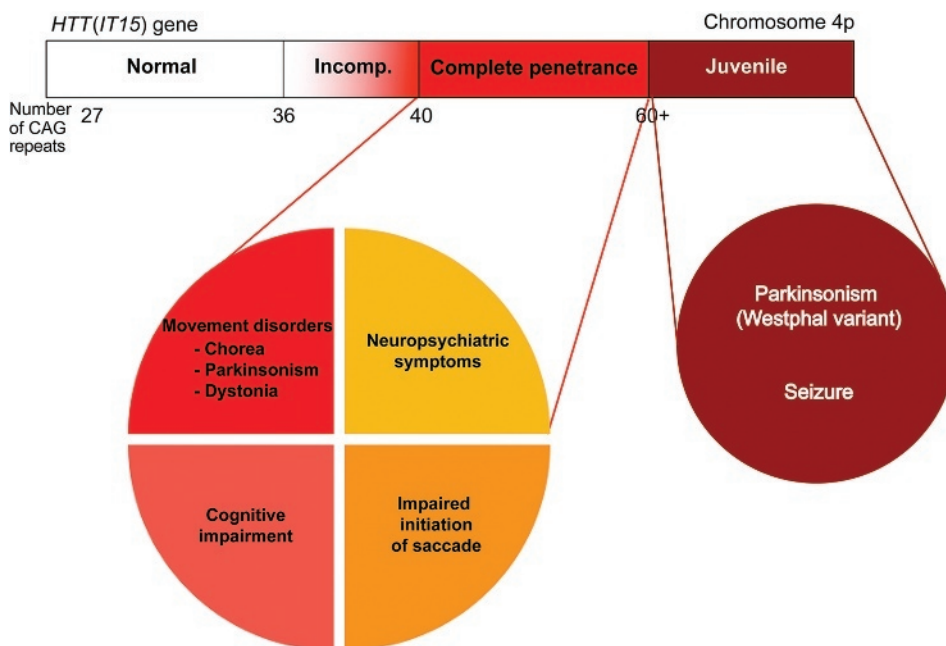 HTT(IT15) gene
Chromosome 4p
Normal
Incomp.
Complete penetrance
Juvenile
Number
of CAG
repeats
27
36
40
60+
Movement disorders
- Chorea
- Parkinsonism
- Dystonia
Neuropsychiatric
symptoms
Cognitive
impairment
Impaired
initiation
of saccade
Parkinsonism
(Westphal variant)
Seizure